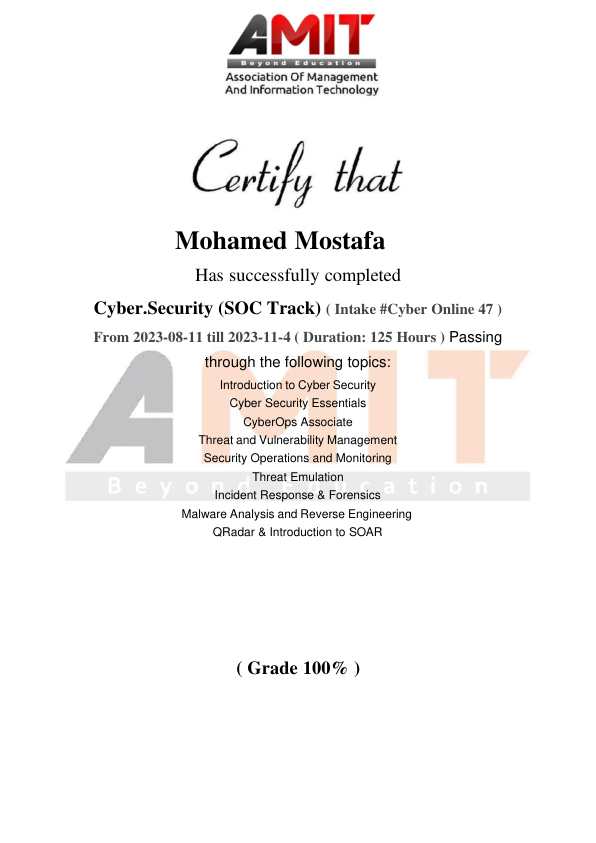 AMIT
Beyond Education
Association Of Management
And Information Technology
Certify that
Mohamed Mostafa
Has successfully completed
Cyber.Security (SOC Track) ( Intake #Cyber Online 47 )
From 2023-08-11 till 2023-11-4 ( Duration: 125 Hours ) Passing
through the following topics:
Introduction to Cyber Security
Cyber Security Essentials
CyberOps Associate
Threat and Vulnerability Management
Security Operations and Monitoring
Threat Emulation
Incident Response & Forensics
Malware Analysis and Reverse Engineering
QRadar & Introduction to SOAR
AMIT
Beyond Education
( Grade 100% )